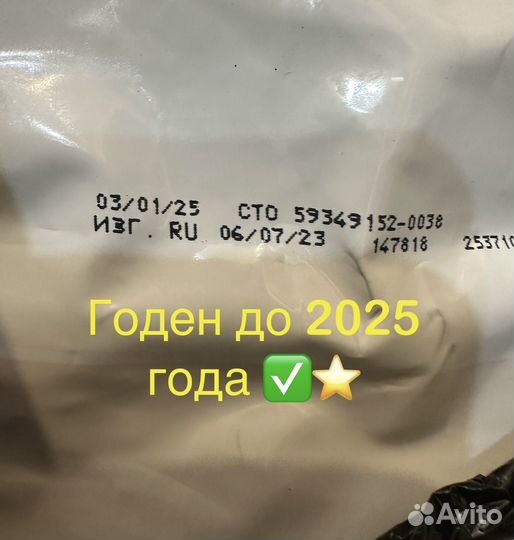 03/01/25 СТО 59349152-0038
ИЗГ. RU 06/07/23 147818 253710
Годен до 2025
года ✅⭐
Avito